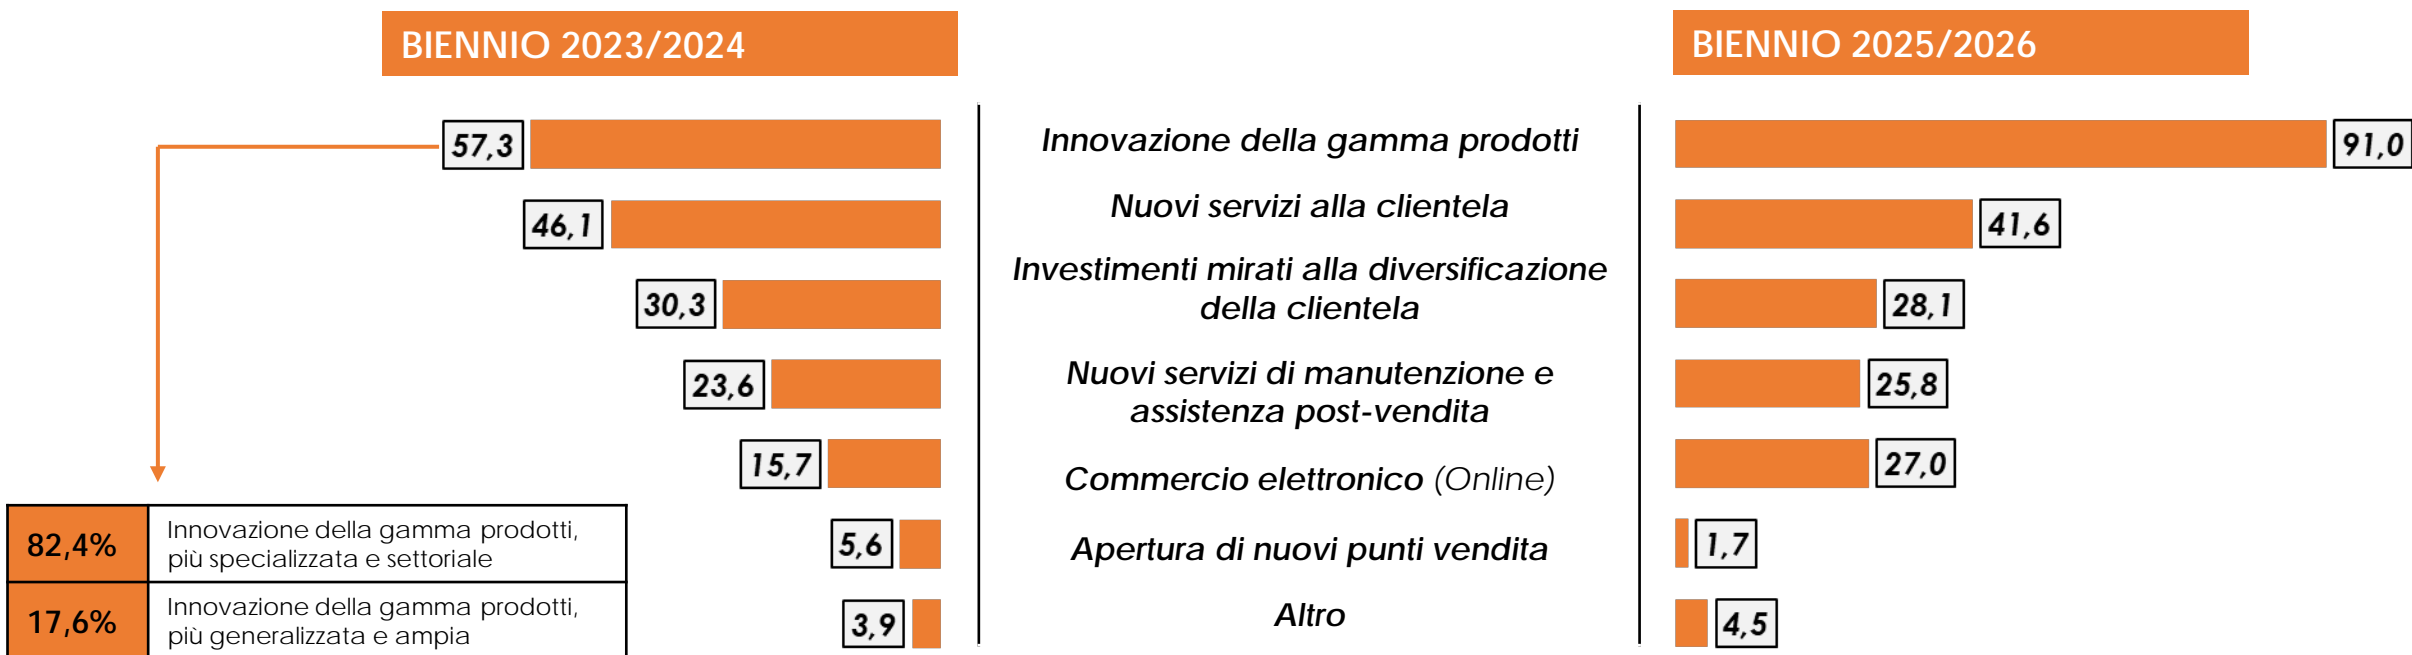 BIENNIO 2023/2024
BIENNIO 2025/2026
57,3
Innovazione della gamma prodotti
91,0
46,1
Nuovi servizi alla clientela
41,6
30,3
Investimenti mirati alla diversificazione
della clientela
28,1
23,6
Nuovi servizi di manutenzione e
assistenza post-vendita
25,8
15,7
Commercio elettronico (Online)
27,0
5,6
Apertura di nuovi punti vendita
1,7
3,9
Altro
4,5
82,4%
Innovazione della gamma prodotti,
più specializzata e settoriale
17,6%
Innovazione della gamma prodotti,
più generalizzata e ampia